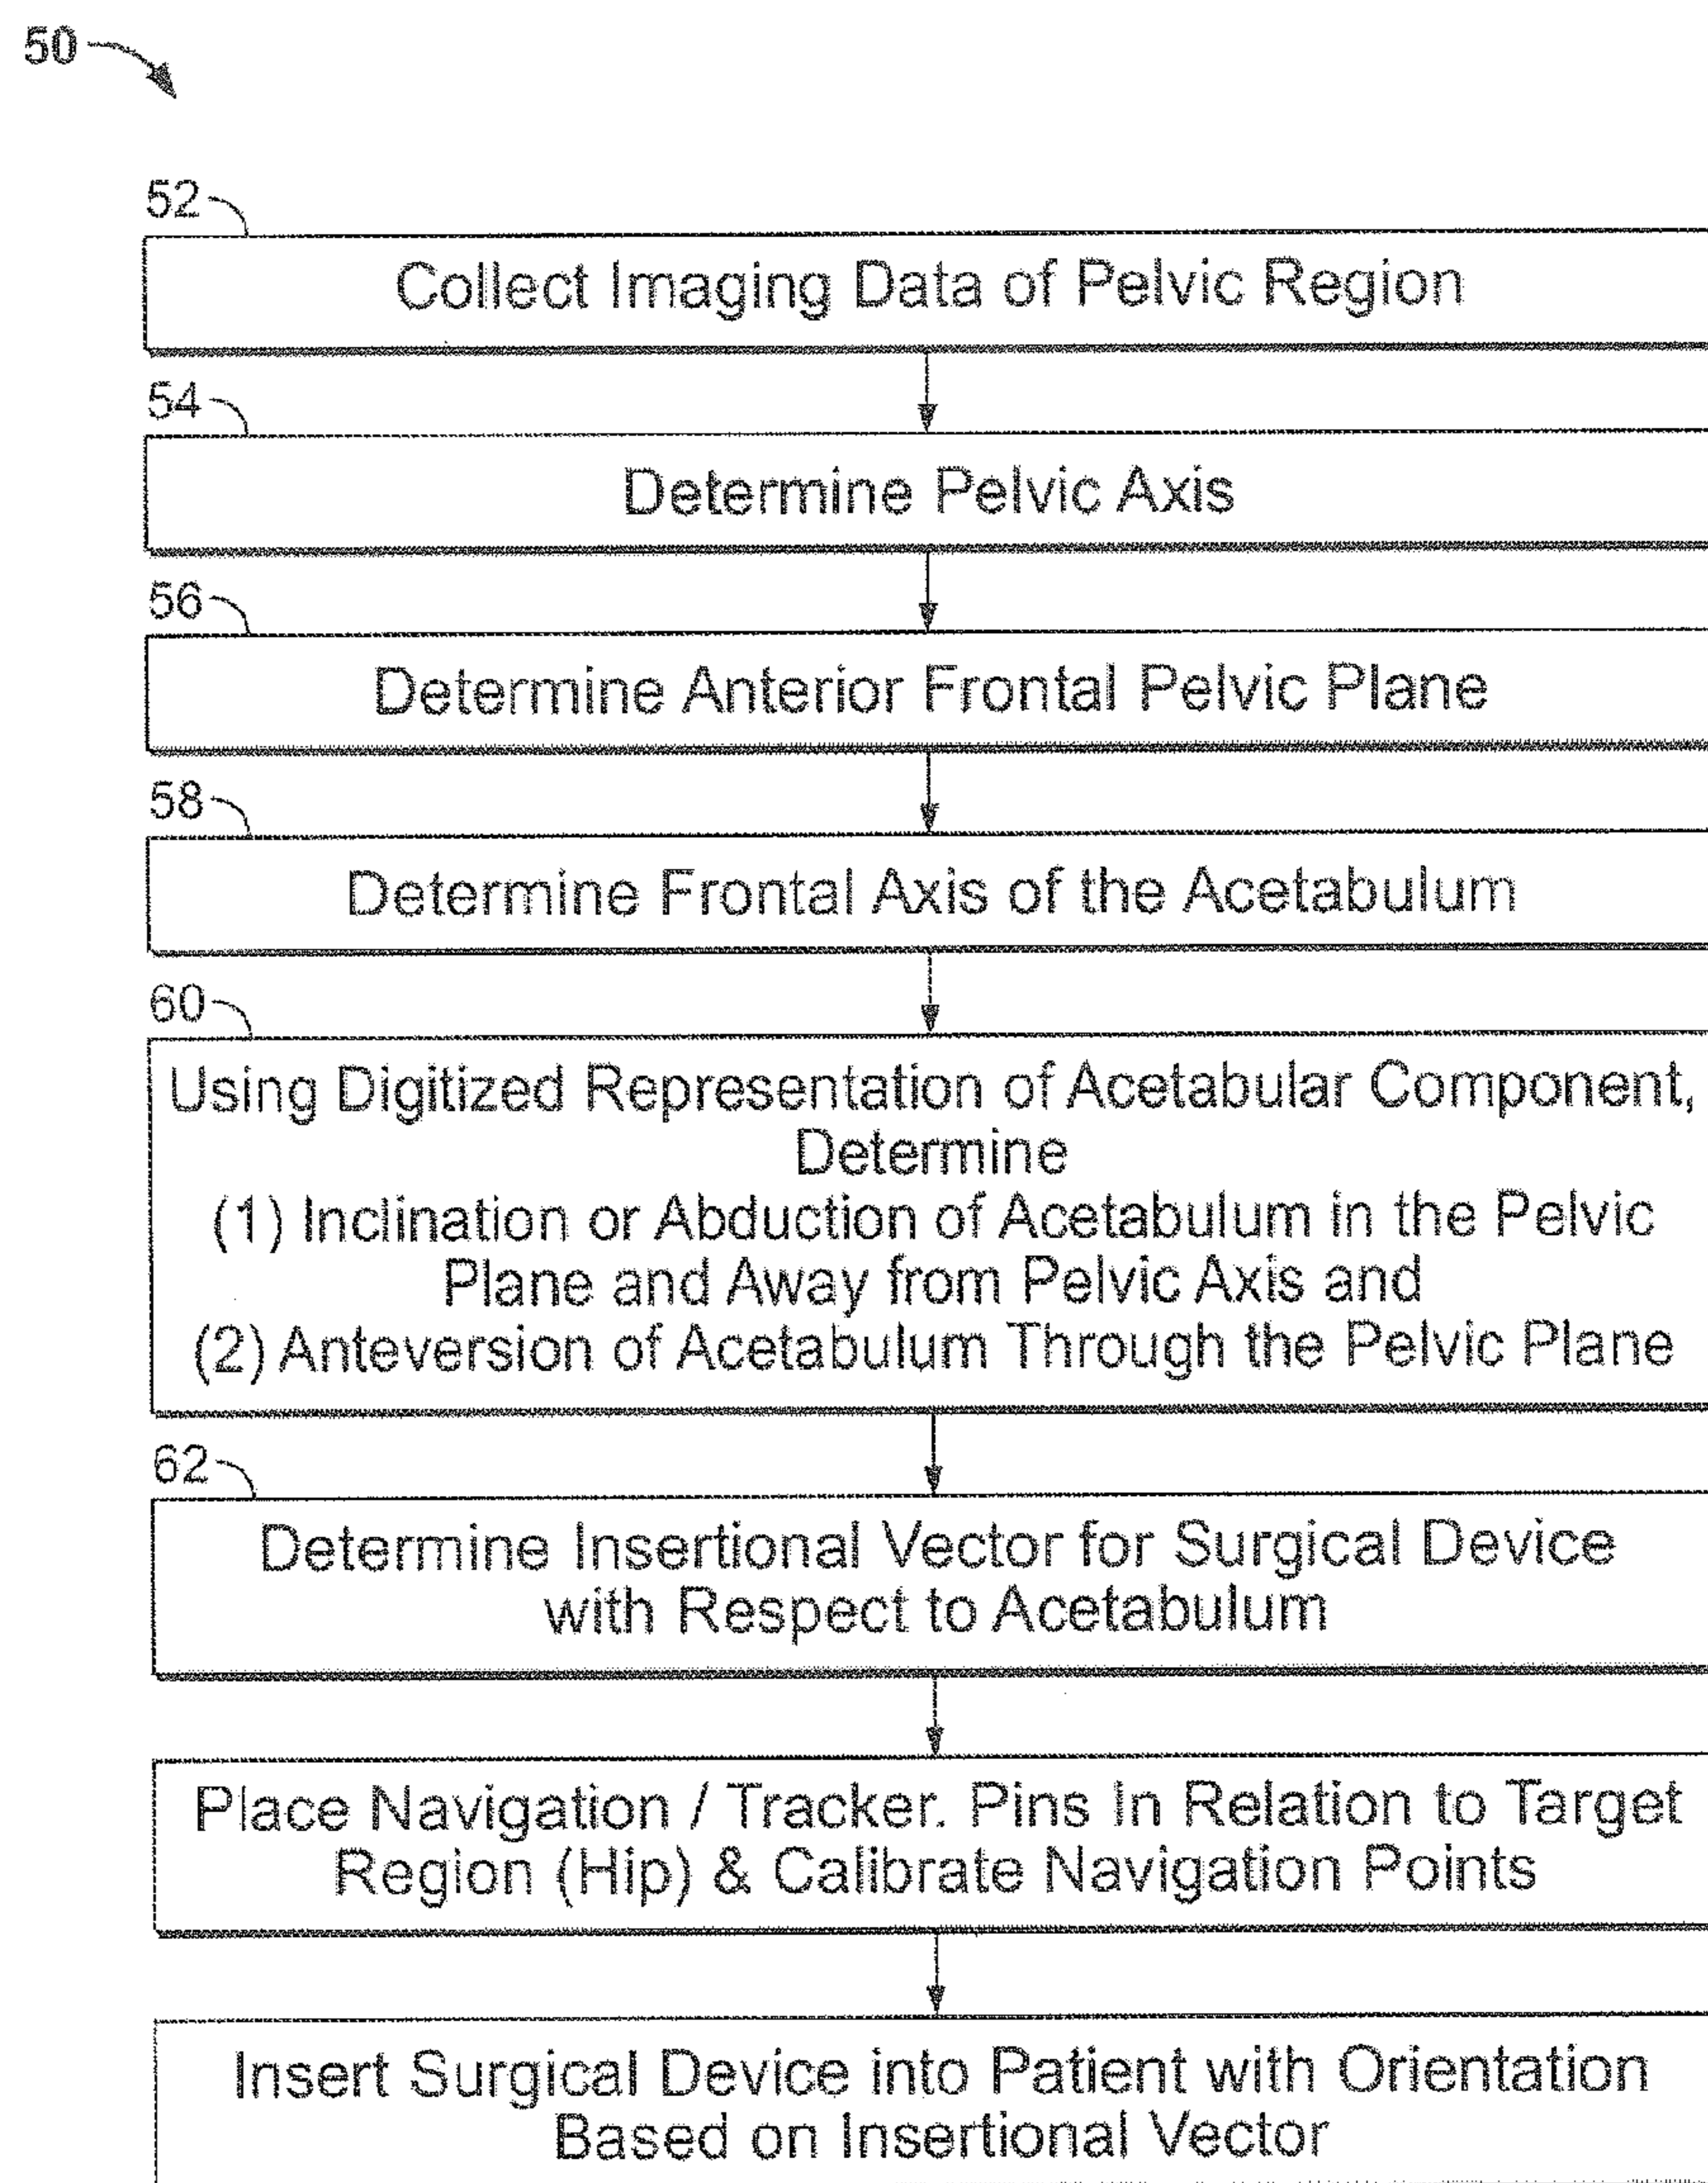 50
52
Collect Imaging Data of Pelvic Region
54
Determine Pelvic Axis
56
Determine Anterior Frontal Pelvic Plane
58
Determine Frontal Axis of the Acetabulum
60
Using Digitized Representation of Acetabular Component,
Determine
(1) Inclination or Abduction of Acetabulum in the Pelvic
Plane and Away from Pelvic Axis and
(2) Anteversion of Acetabulum Through the Pelvic Plane
62
Determine Insertional Vector for Surgical Device
with Respect to Acetabulum
Place Navigation / Tracker. Pins In Relation to Target
Region (Hip) & Calibrate Navigation Points
Insert Surgical Device into Patient with Orientation
Based on Insertional Vector